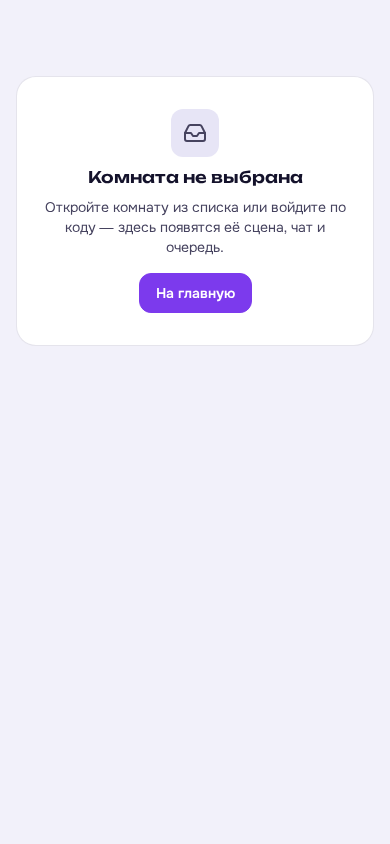 Комната не выбрана
Откройте комнату из списка или войдите по
коду — здесь появятся её сцена, чат и
очередь.
На главную